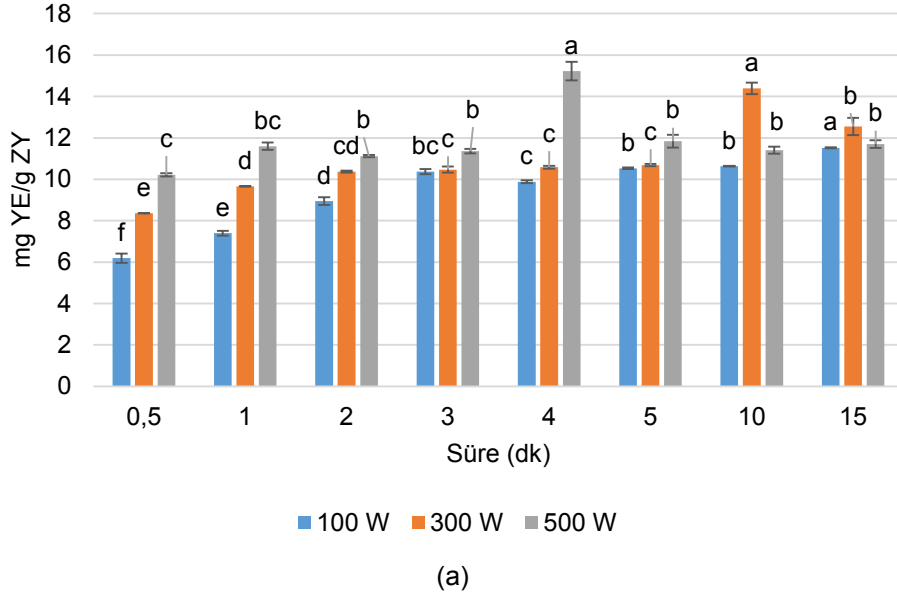 mg YE/g ZY
18
16
14
12
10
8
6
4
2
0
f e c
e d bc
d cd b
bc c b
c c a
b c b
b a b
a b b
0,5 1 2 3 4 5 10 15
Süre (dk)
100 W 300 W 500 W
(a)